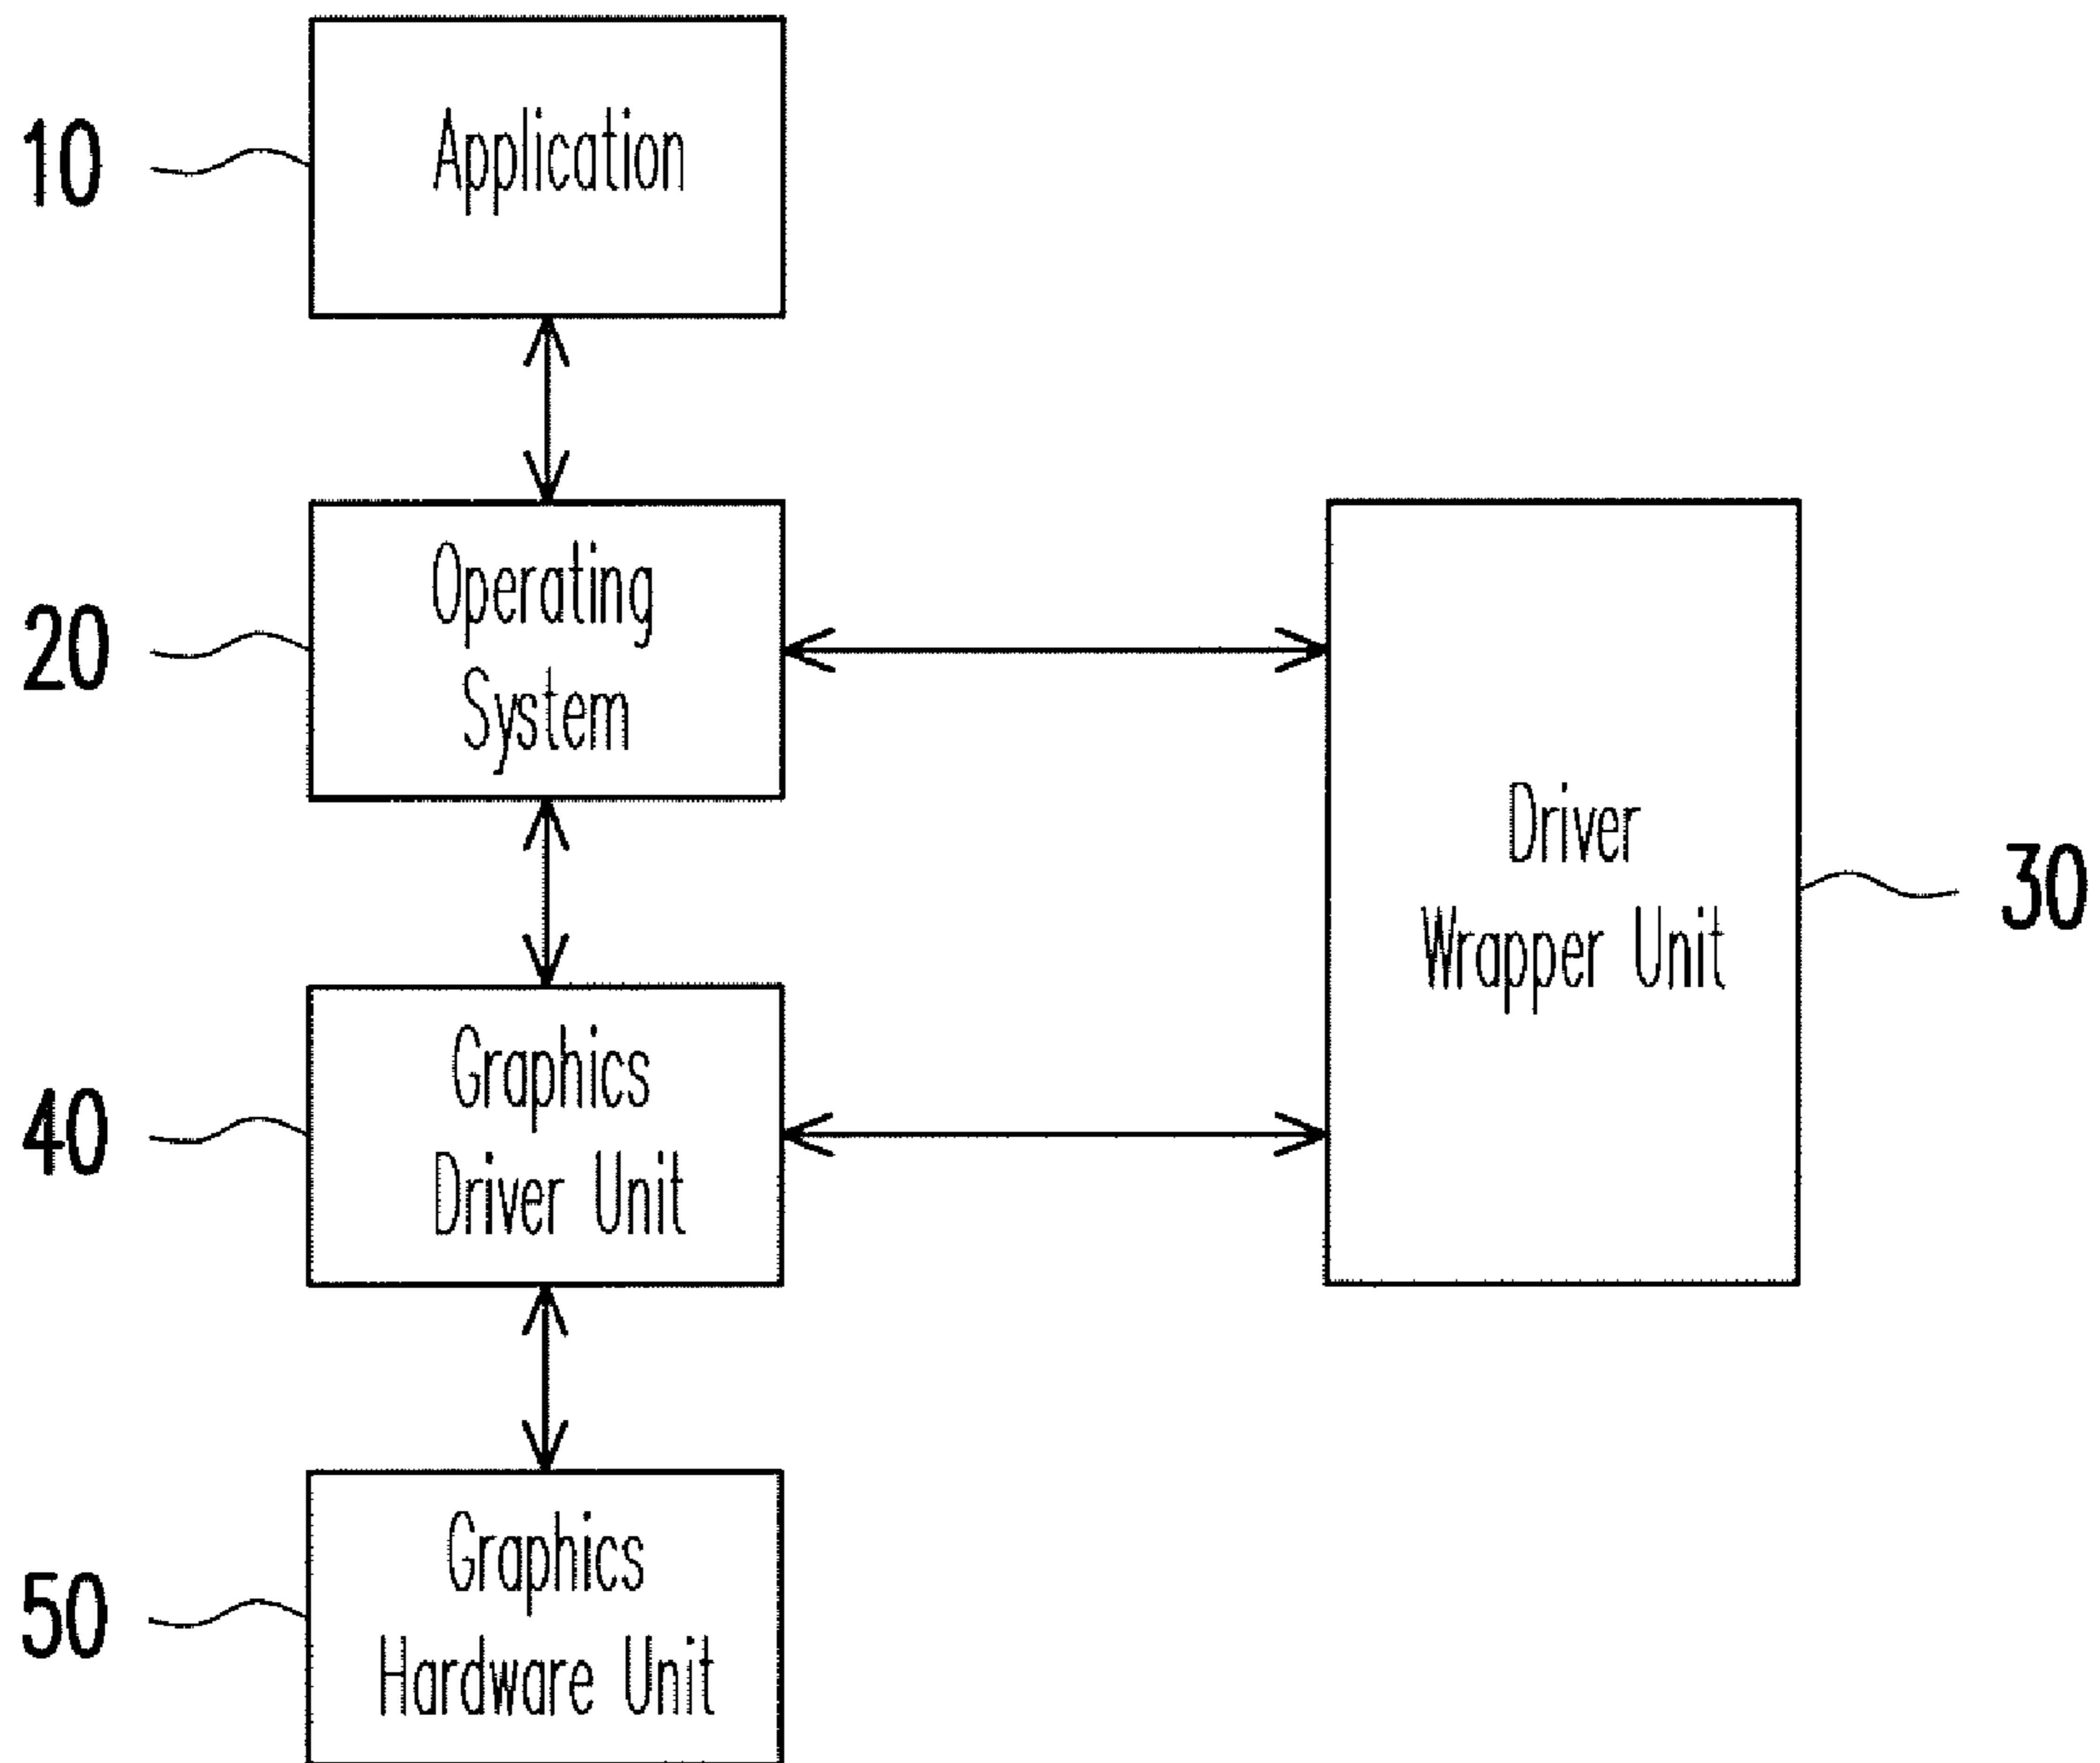 10
Application
20
Operating
System
Driver
Wrapper Unit
30
40
Graphics
Driver Unit
50
Graphics
Hardware Unit